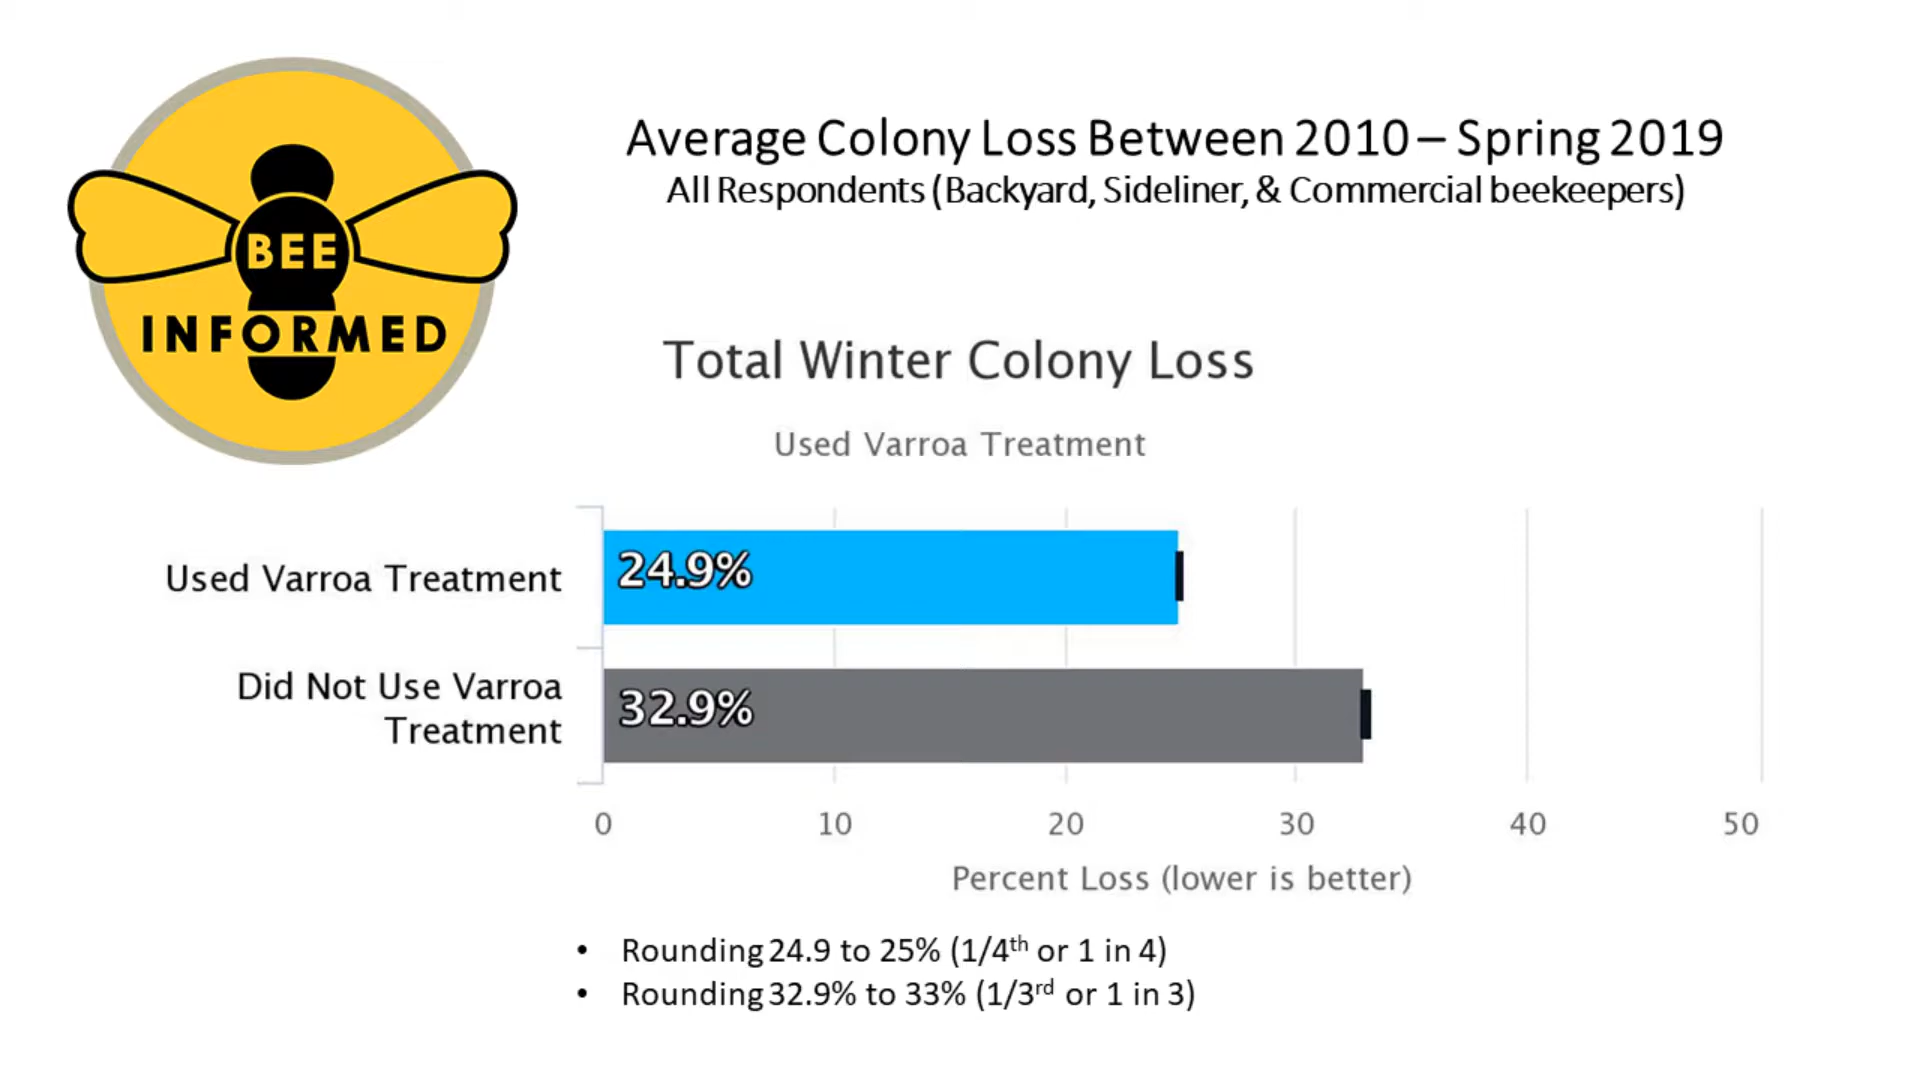 BEE
INFORMED
Average Colony Loss Between 2010 – Spring 2019
All Respondents (Backyard, Sideliner, & Commercial beekeepers)
Total Winter Colony Loss
Used Varroa Treatment
Used Varroa Treatment
24.9%
Did Not Use Varroa
Treatment
32.9%
0 10 20 30 40 50
Percent Loss (lower is better)
• Rounding 24.9 to 25% (1/4th or 1 in 4)
• Rounding 32.9% to 33% (1/3rd or 1 in 3)